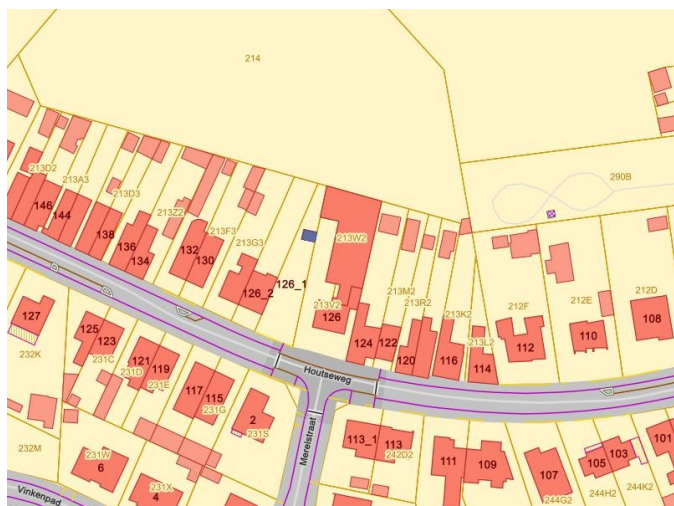 214
290B
213D2
213A3
213D3
213Z2
213F3
213G3
213W2
146
144
138
136
134
132
130
126_2
126_1
213V2
126
213M2
213R2
213K2
213L2
212F
212E
212D
124
122
120
116
114
112
110
108
127
232K
125
123
231C
121
119
231D
231E
117
115
231G
2
231S
Houtseweg
Merelstraat
113_1
113
242D2
111
109
107
244G2
105
103
101
244H2
244K2
232M
231W
6
231X
4
Vinkenpad